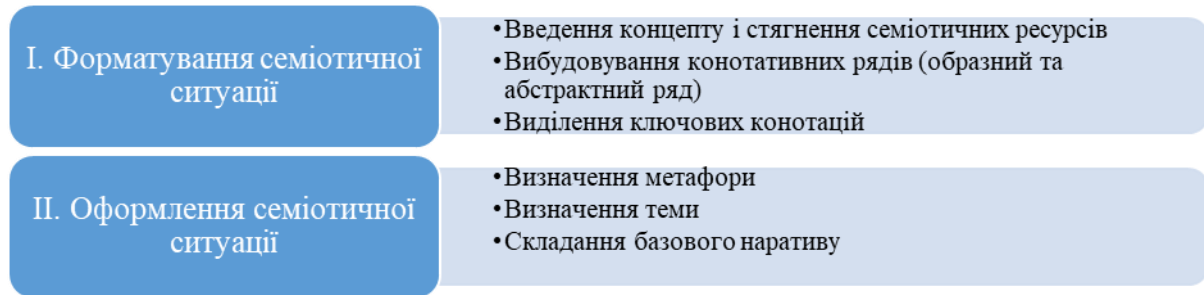 І. Форматування семіотичної
ситуації
•Введення концепту і стягнення семіотичних ресурсів
•Вибудовування конотативних рядів (образний та
абстрактний ряд)
•Виділення ключових конотацій
ІІ. Оформлення семіотичної
ситуації
•Визначення метафори
•Визначення теми
•Складання базового наративу